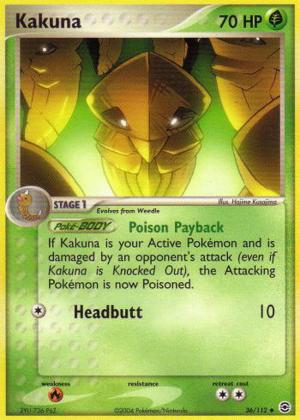 Kakuna 70 HP
Illus. Hajime Kusajima
STAGE 1
Evolves from Weedle
Poké-BODY Poison Payback
If Kakuna is your Active Pokémon and is
damaged by an opponent's attack (even if
Kakuna is Knocked Out), the Attacking
Pokémon is now Poisoned.
Headbutt 10
weakness resistance retreat cost
©2004 Pokémon/Nintendo 36/112